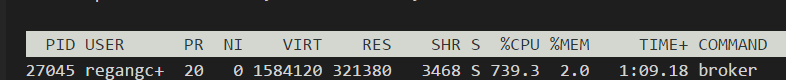 PID USER PR NI VIRT RES SHR S %CPU %MEM TIME+ COMMAND
27045 regangc+ 20 0 1584120 321380 3468 S 739.3 2.0 1:09.18 broker